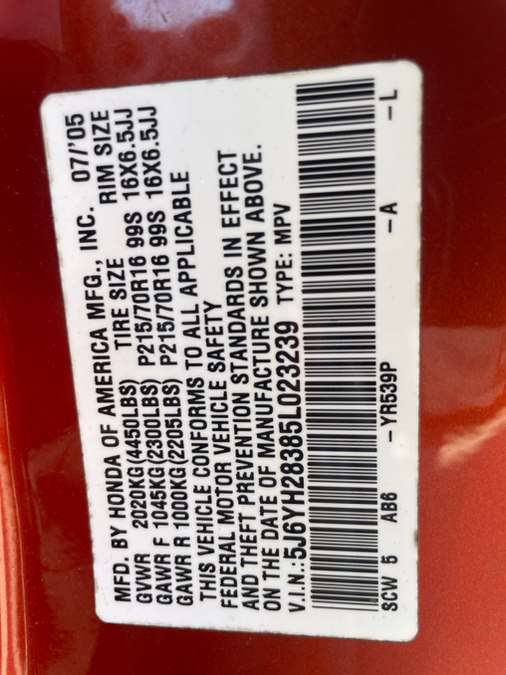 MFD. BY HONDA OF AMERICA MFG., INC. 07/'05
GVWR 2020KG(4450LBS) TIRE SIZE RIM SIZE
GAWR F 1045KG(2300LBS) P215/70R16 99S 16X6.5JJ
GAWR R 1000KG(2205LBS) P215/70R16 99S 16X6.5JJ
THIS VEHICLE CONFORMS TO ALL APPLICABLE
FEDERAL MOTOR VEHICLE SAFETY
AND THEFT PREVENTION STANDARDS IN EFFECT
ON THE DATE OF MANUFACTURE SHOWN ABOVE.
V.I.N.:5J6YH28385L023239 TYPE: MPV
SCW 5 AB6 -YR539P -A -L